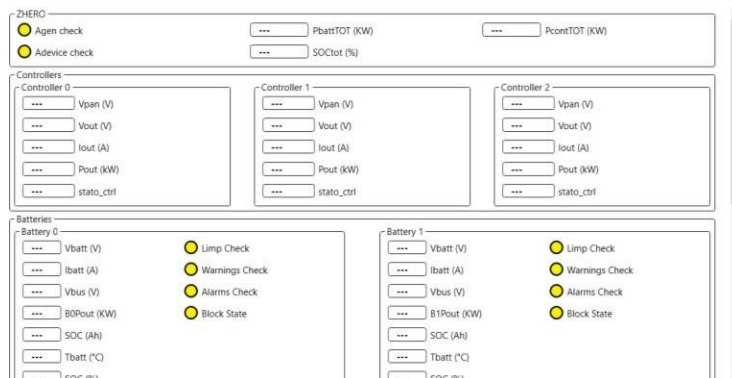 ZHERO
Agen check
--- PbattTOT (KW)
--- PcontTOT (KW)
Adevice check
--- SOCtot (%)
Controllers
Controller 0
--- Vpan (V)
--- Vout (V)
--- Iout (A)
--- Pout (kW)
--- stato_ctrl
Controller 1
--- Vpan (V)
--- Vout (V)
--- Iout (A)
--- Pout (kW)
--- stato_ctrl
Controller 2
--- Vpan (V)
--- Vout (V)
--- Iout (A)
--- Pout (kW)
--- stato_ctrl
Batteries
Battery 0
--- Vbatt (V)
--- Ibatt (A)
--- Vbus (V)
--- B0Pout (KW)
--- SOC (Ah)
--- Tbatt (°C)
--- SOC (%)
Limp Check
Warnings Check
Alarms Check
Block State
Battery 1
--- Vbatt (V)
--- Ibatt (A)
--- Vbus (V)
--- B1Pout (KW)
--- SOC (Ah)
--- Tbatt (°C)
--- SOC (%)
Limp Check
Warnings Check
Alarms Check
Block State